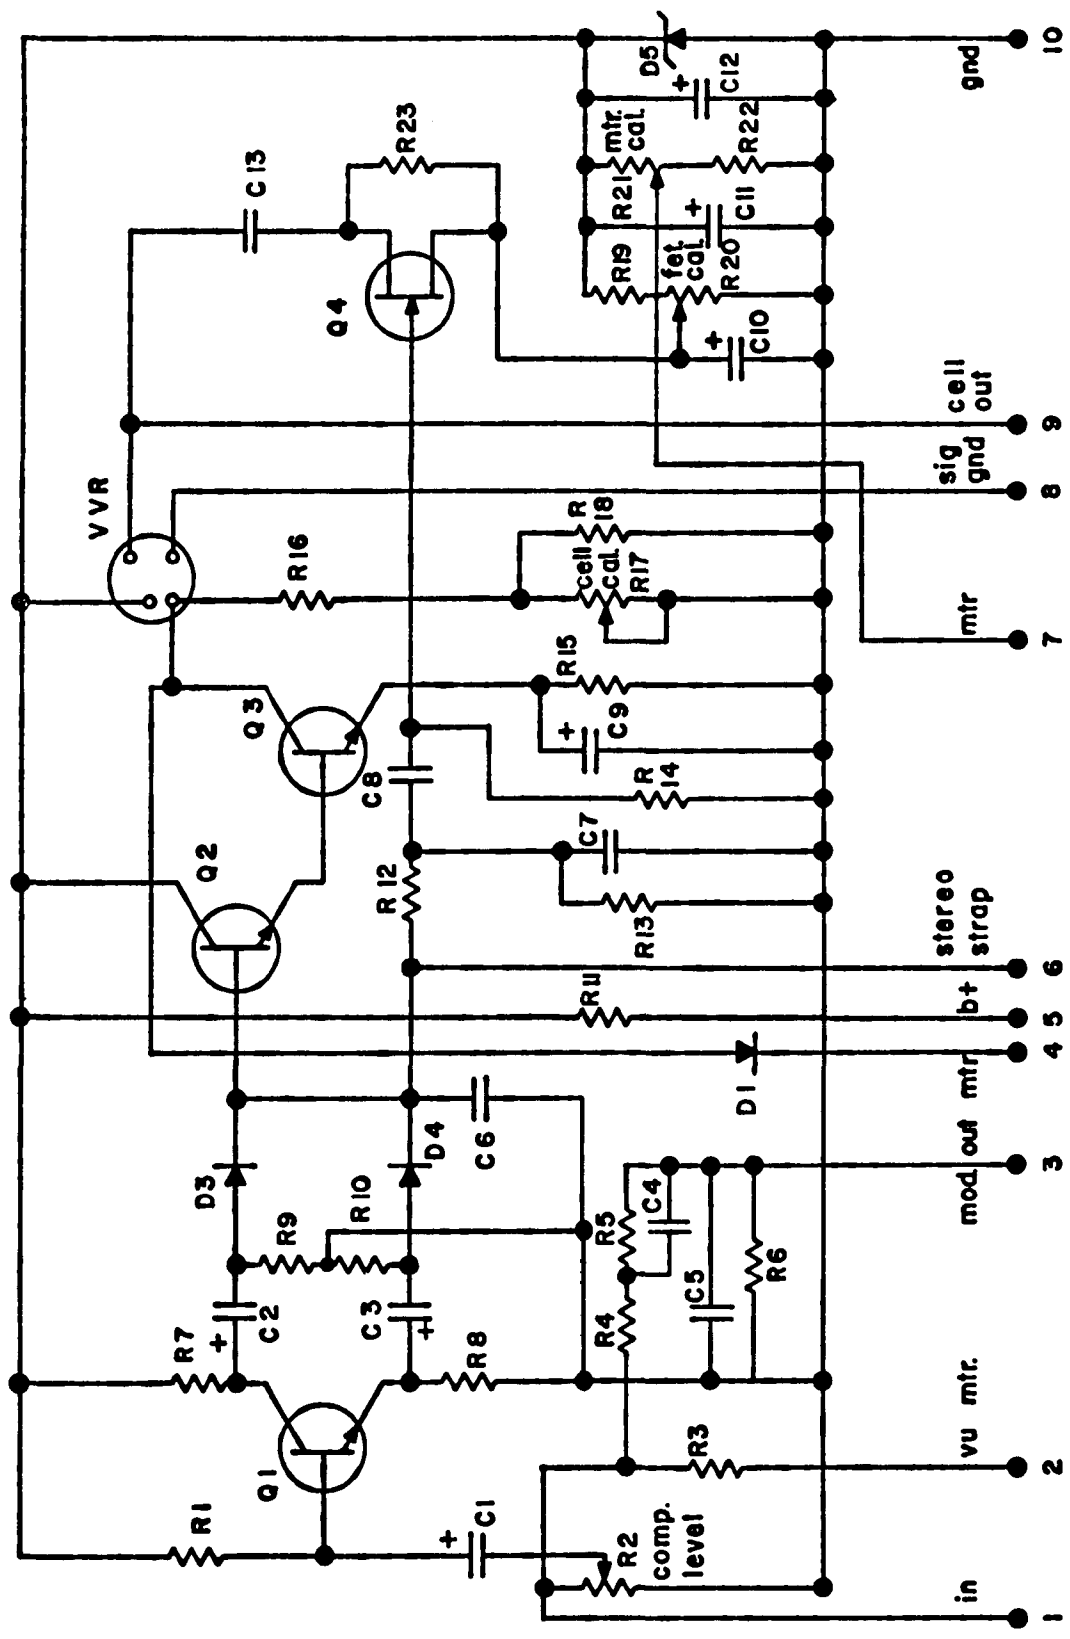 VVR
C13
R23
Q4
Q3
Q2
Q1
R1
R7
+
C2
R9
D3
C3
+
R10
D4
R8
C6
R12
C8
R16
C1
+
R2
comp.
level
R3
R4
R5
C4
C5
R6
D1
R11
R13
C7
R
14
+
C9
R15
cell
cal.
R17
R
18
+
C10
R19
fet.
cal.
R20
+
C11
R21
mtr.
cal.
R22
+
C12
D5
in
vu mtr.
mod. out
mtr
b+
stereo
strap
mtr
sig
gnd
cell
out
gnd
1
2
3
4
5
6
7
8
9
10